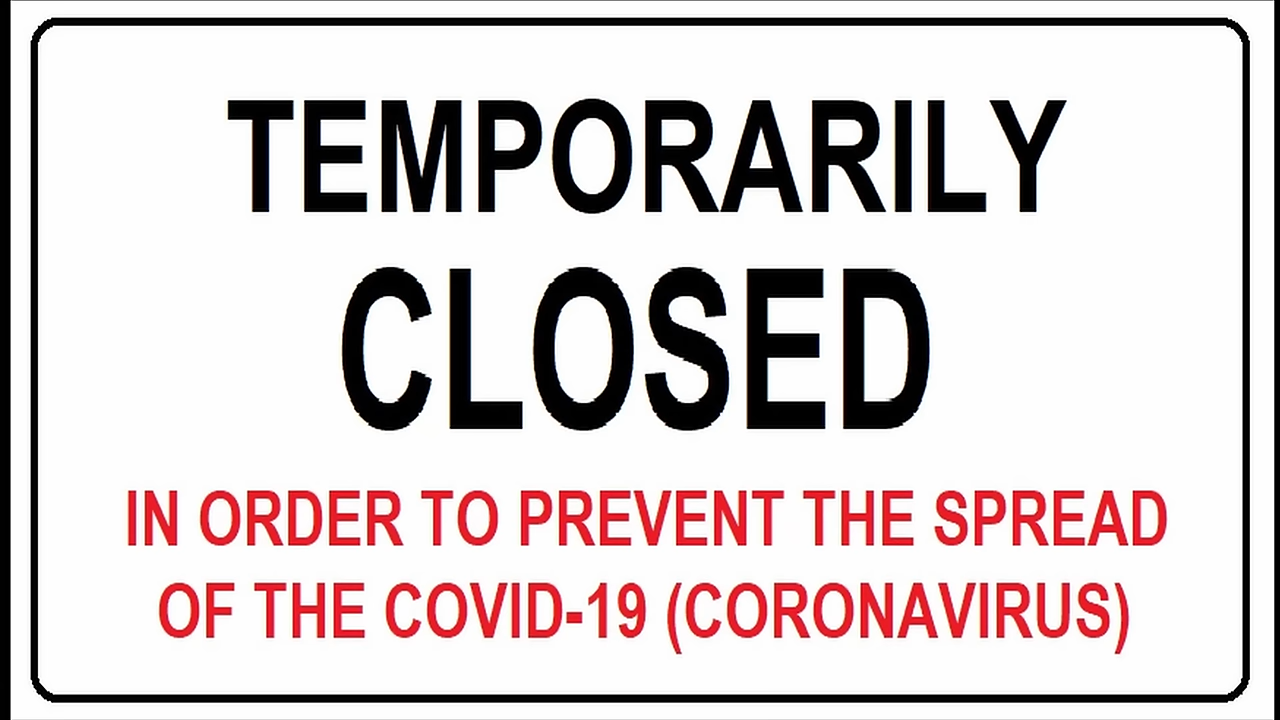 TEMPORARILY
CLOSED
IN ORDER TO PREVENT THE SPREAD
OF THE COVID-19 (CORONAVIRUS)